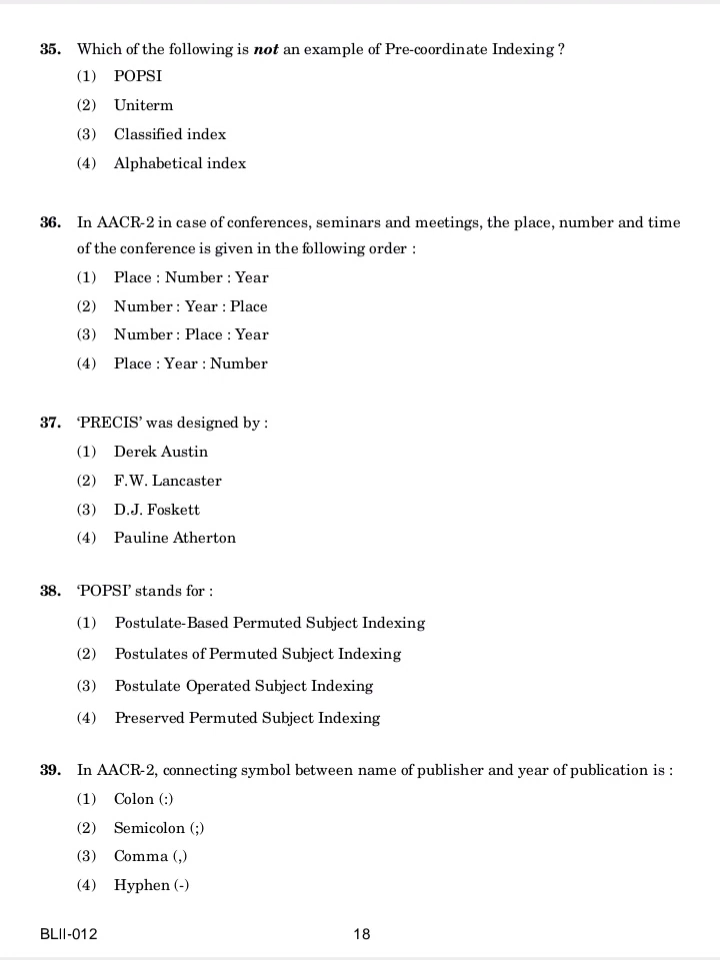 35. Which of the following is not an example of Pre-coordinate Indexing ?
(1) POPSI
(2) Uniterm
(3) Classified index
(4) Alphabetical index
36. In AACR-2 in case of conferences, seminars and meetings, the place, number and time
of the conference is given in the following order :
(1) Place : Number : Year
(2) Number : Year : Place
(3) Number : Place : Year
(4) Place : Year : Number
37. ‘PRECIS’ was designed by :
(1) Derek Austin
(2) F.W. Lancaster
(3) D.J. Foskett
(4) Pauline Atherton
38. ‘POPSI’ stands for :
(1) Postulate-Based Permuted Subject Indexing
(2) Postulates of Permuted Subject Indexing
(3) Postulate Operated Subject Indexing
(4) Preserved Permuted Subject Indexing
39. In AACR-2, connecting symbol between name of publisher and year of publication is :
(1) Colon (:)
(2) Semicolon (;)
(3) Comma (,)
(4) Hyphen (-)
BLII-012 18